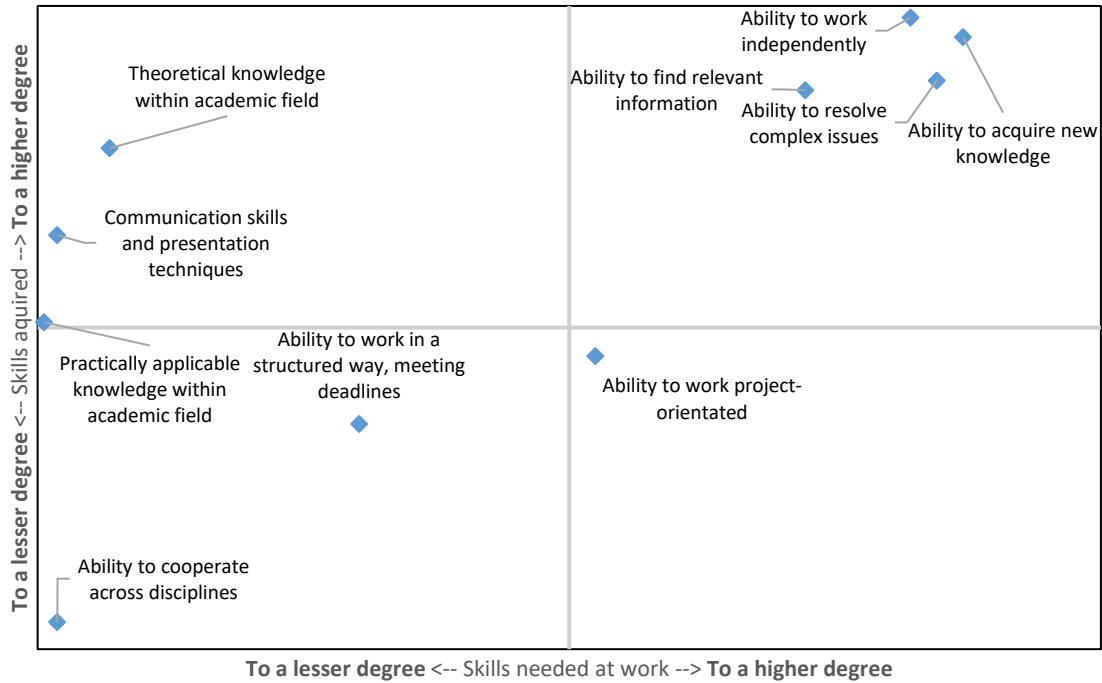 Ability to work
independently
Ability to find relevant
information
Ability to resolve
complex issues
Ability to acquire new
knowledge
Theoretical knowledge
within academic field
Communication skills
and presentation
techniques
Practically applicable
knowledge within
academic field
Ability to work in a
structured way, meeting
deadlines
Ability to work project-
orientated
Ability to cooperate
across disciplines
To a lesser degree <-- Skills aquired --> To a higher degree
To a lesser degree <-- Skills needed at work --> To a higher degree